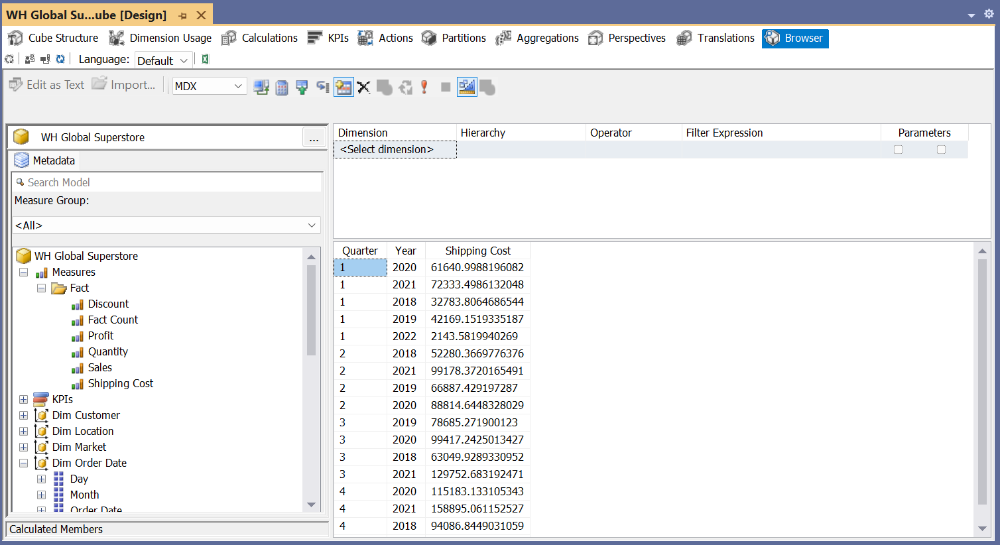 WH Global Su...ube [Design]
Cube Structure Dimension Usage Calculations KPIs Actions Partitions Aggregations Perspectives Translations Browser
Language: Default
Edit as Text Import... MDX
WH Global Superstore ...
Metadata
Search Model
Measure Group:
<All>
WH Global Superstore
Measures
Fact
Discount
Fact Count
Profit
Quantity
Sales
Shipping Cost
KPIs
Dim Customer
Dim Location
Dim Market
Dim Order Date
Day
Month
Order Date
Calculated Members
Dimension Hierarchy Operator Filter Expression Parameters
<Select dimension>
Quarter Year Shipping Cost
1 2020 61640.9988196082
1 2021 72333.4986132048
1 2018 32783.8064686544
1 2019 42169.1519335187
1 2022 2143.5819940269
2 2018 52280.3669776376
2 2021 99178.3720165491
2 2019 66887.429197287
2 2020 88814.6448328029
3 2019 78685.271900123
3 2020 99417.2425013427
3 2018 63049.9289330952
3 2021 129752.683192471
4 2020 115183.133105343
4 2021 158895.061152527
4 2018 94086.8449031059